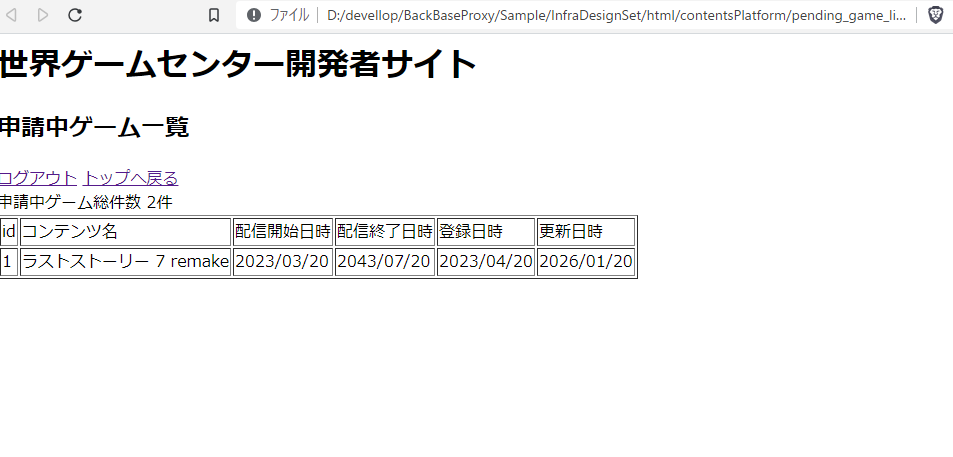 ファイル D:/devellop/BackBaseProxy/Sample/InfraDesignSet/html/contentsPlatform/pending_game_li...
世界ゲームセンター開発者サイト
申請中ゲーム一覧
ログアウト トップへ戻る
申請中ゲーム総件数 2件
id コンテンツ名 配信開始日時 配信終了日時 登録日時 更新日時
1 ラストストーリー 7 remake 2023/03/20 2043/07/20 2023/04/20 2026/01/20